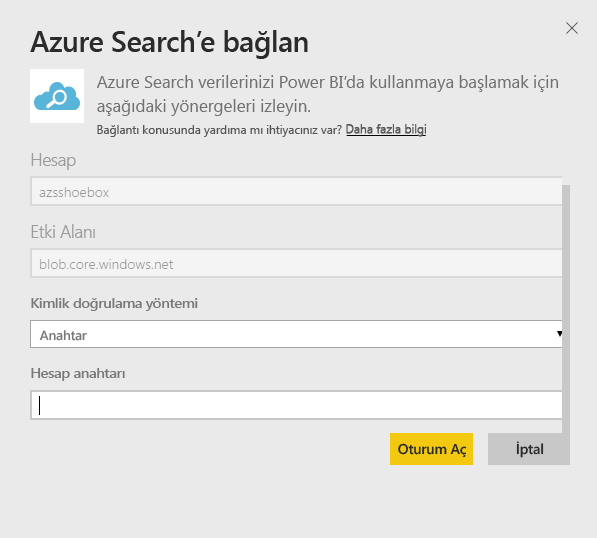 Azure Search'e bağlan
Azure Search verilerinizi Power BI'da kullanmaya başlamak için
aşağıdaki yönergeleri izleyin.
Bağlantı konusunda yardıma mı ihtiyacınız var? Daha fazla bilgi
Hesap
azsshoebox
Etki Alanı
blob.core.windows.net
Kimlik doğrulama yöntemi
Anahtar
Hesap anahtarı
Oturum Aç İptal